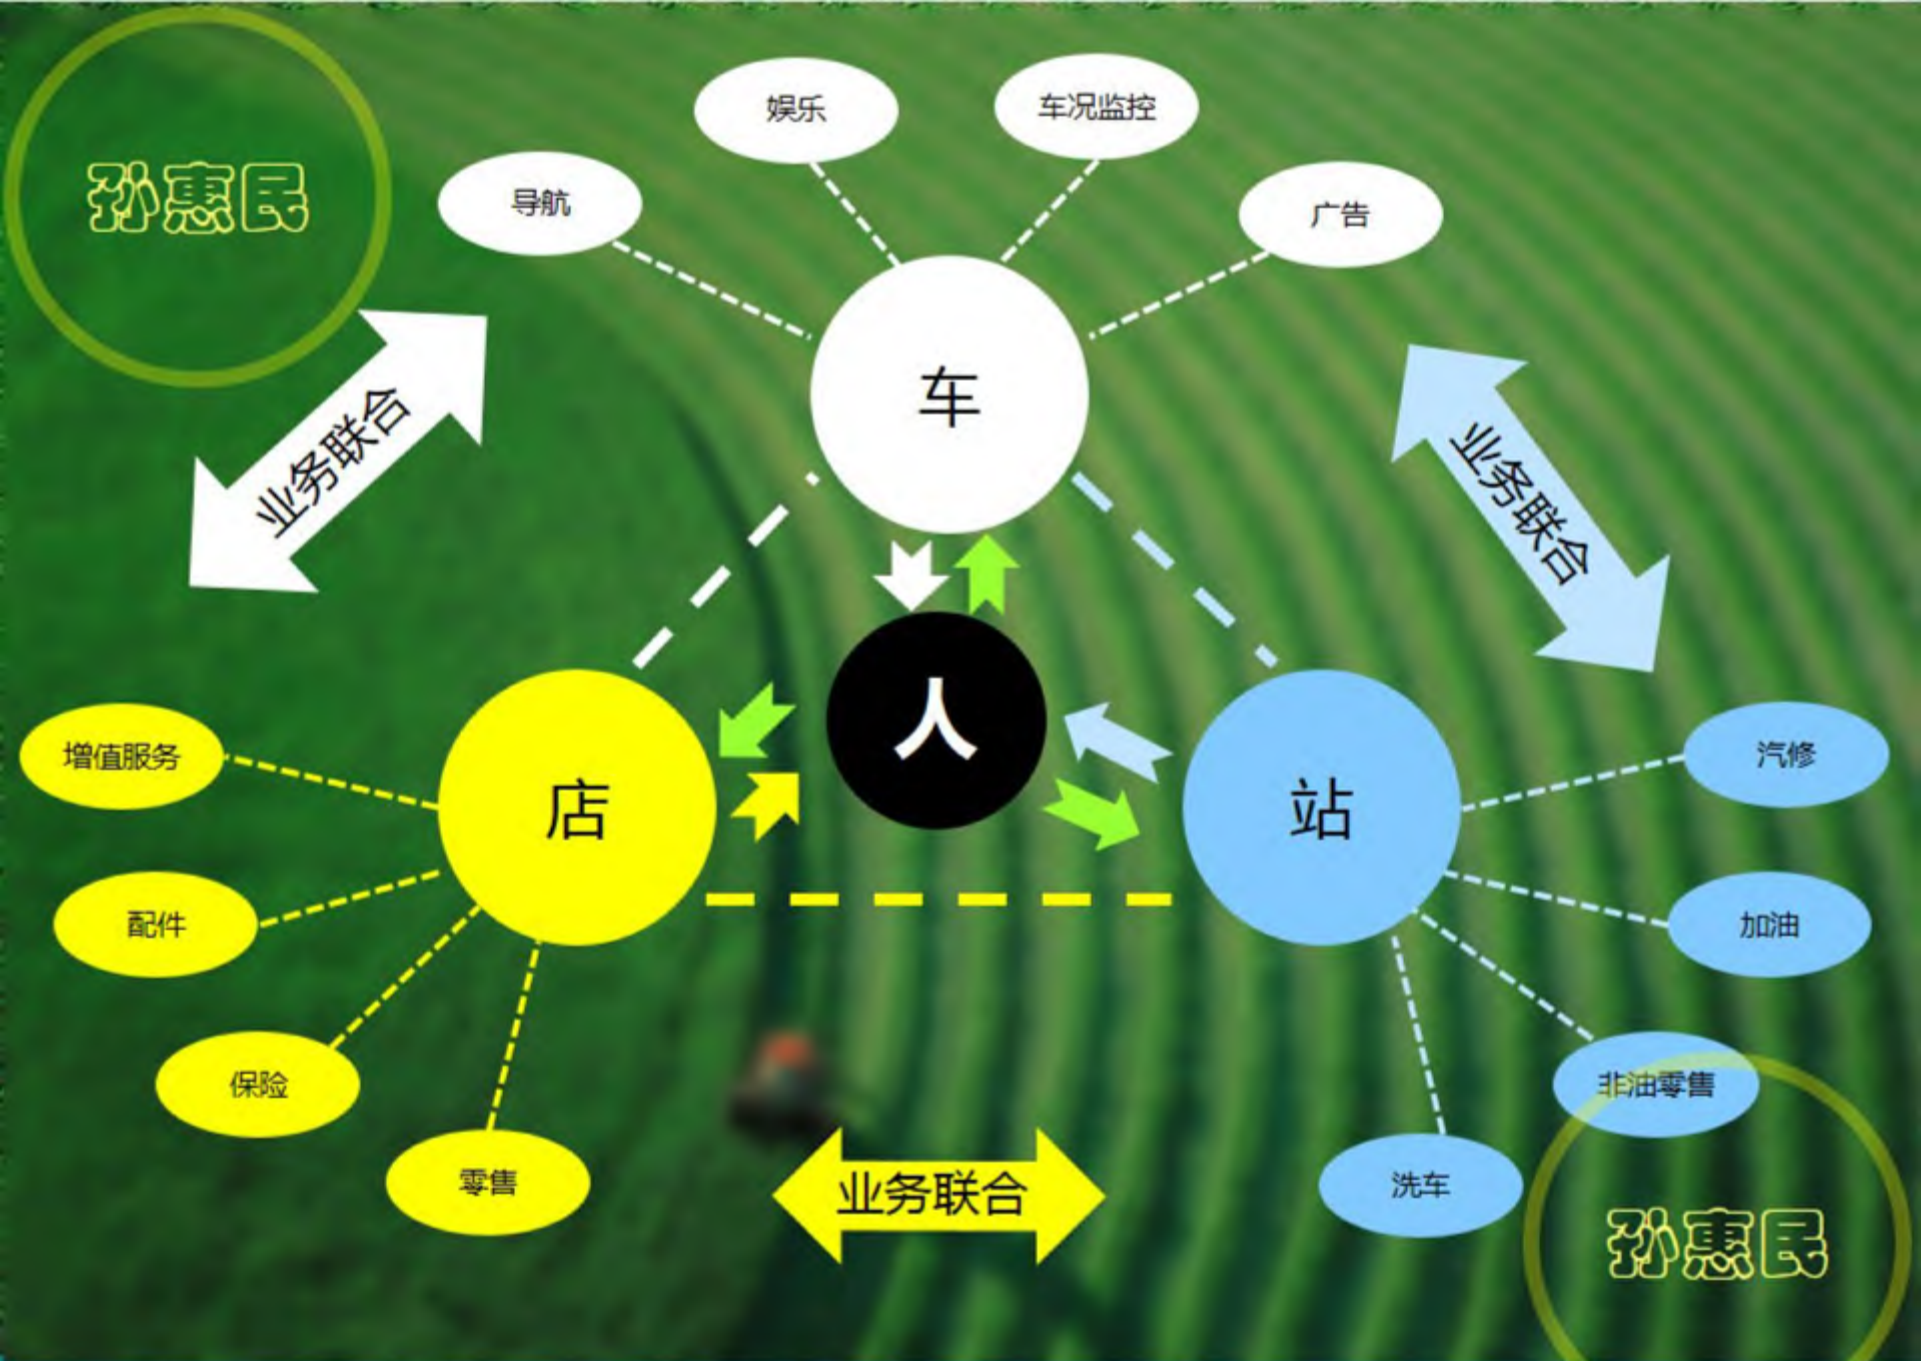 娱乐
车况监控
导航
广告
孙惠民
车
业务联合
业务联合
人
店
站
增值服务
汽修
配件
加油
保险
非油零售
零售
业务联合
洗车
孙惠民